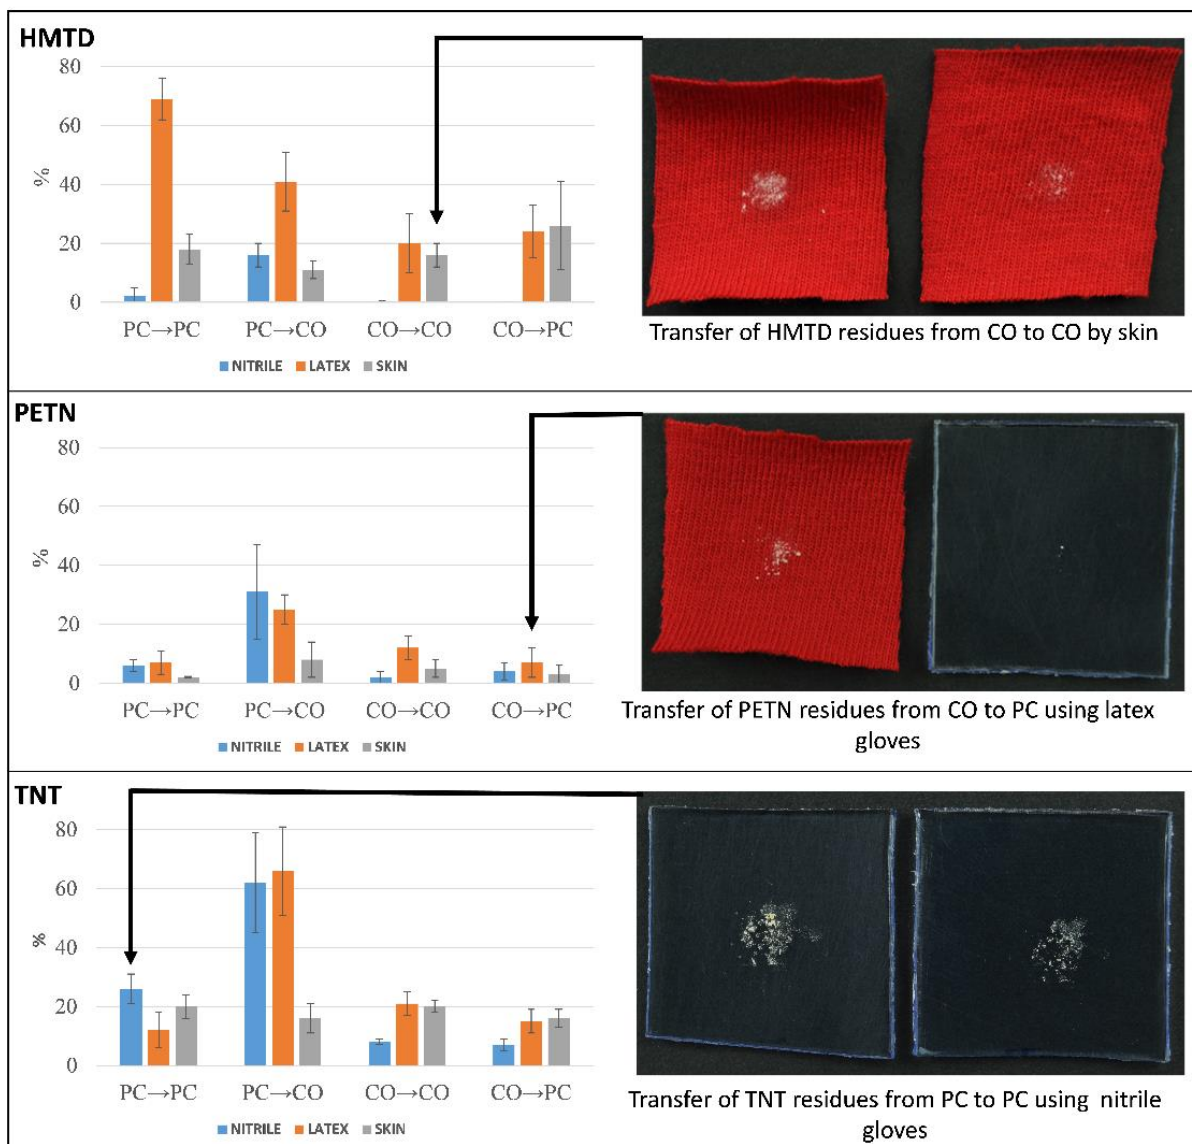 HMTD
80
60
40
20
0
%
PC→PC PC→CO CO→CO CO→PC
NITRILE LATEX SKIN
Transfer of HMTD residues from CO to CO by skin
PETN
80
60
40
20
0
%
PC→PC PC→CO CO→CO CO→PC
NITRILE LATEX SKIN
Transfer of PETN residues from CO to PC using latex
gloves
TNT
80
60
40
20
0
%
PC→PC PC→CO CO→CO CO→PC
NITRILE LATEX SKIN
Transfer of TNT residues from PC to PC using nitrile
gloves